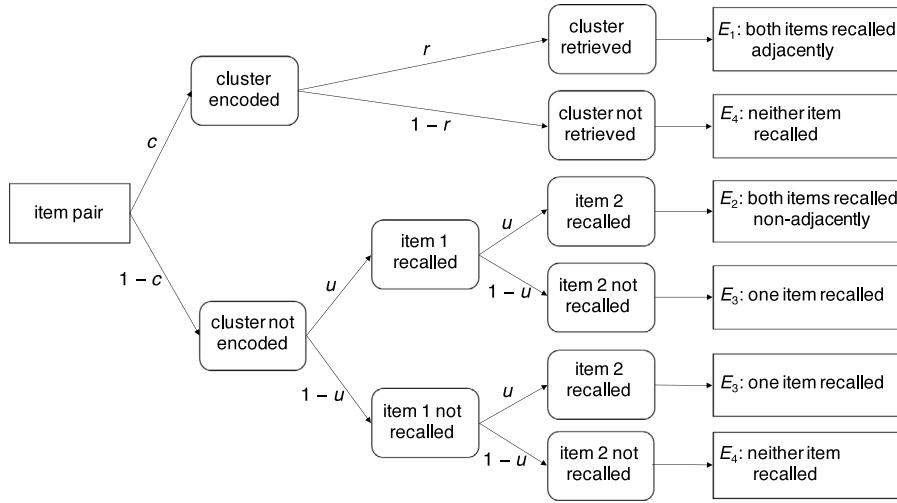 cluster
retrieved
E₁: both items recalled
adjacently
r
cluster
encoded
cluster not
retrieved
E₄: neither item
recalled
1 – r
c
item pair
item 2
recalled
E₂: both items recalled
non-adjacently
u
item 1
recalled
1 – u
item 2 not
recalled
E₃: one item recalled
1 – c
u
cluster not
encoded
item 2
recalled
E₃: one item recalled
1 – u
u
item 1 not
recalled
1 – u
item 2 not
recalled
E₄: neither item
recalled